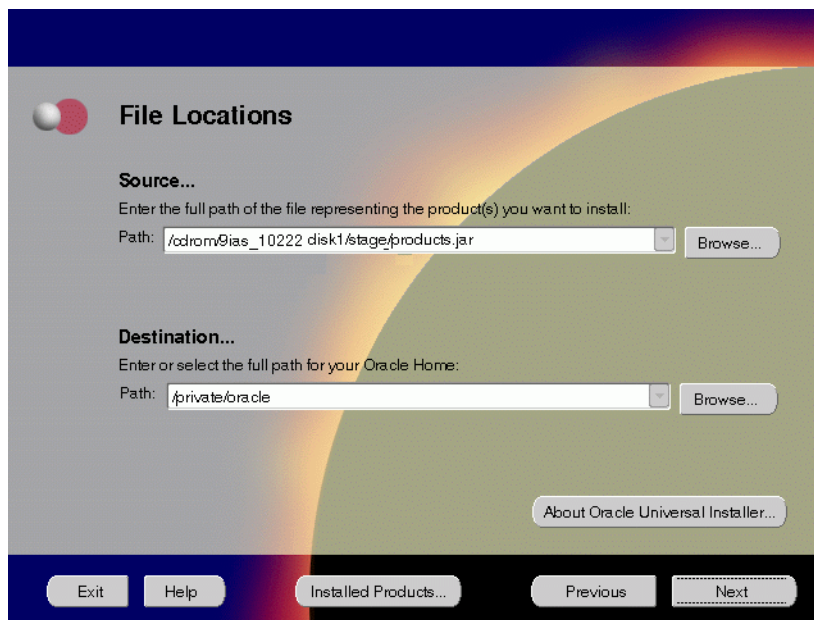 File Locations
Source...
Enter the full path of the file representing the product(s) you want to install:
Path: /cdrom/9ias_10222 disk1/stage/products.jar Browse...
Destination...
Enter or select the full path for your Oracle Home:
Path: /private/oracle Browse...
About Oracle Universal Installer...
Exit Help Installed Products... Previous Next